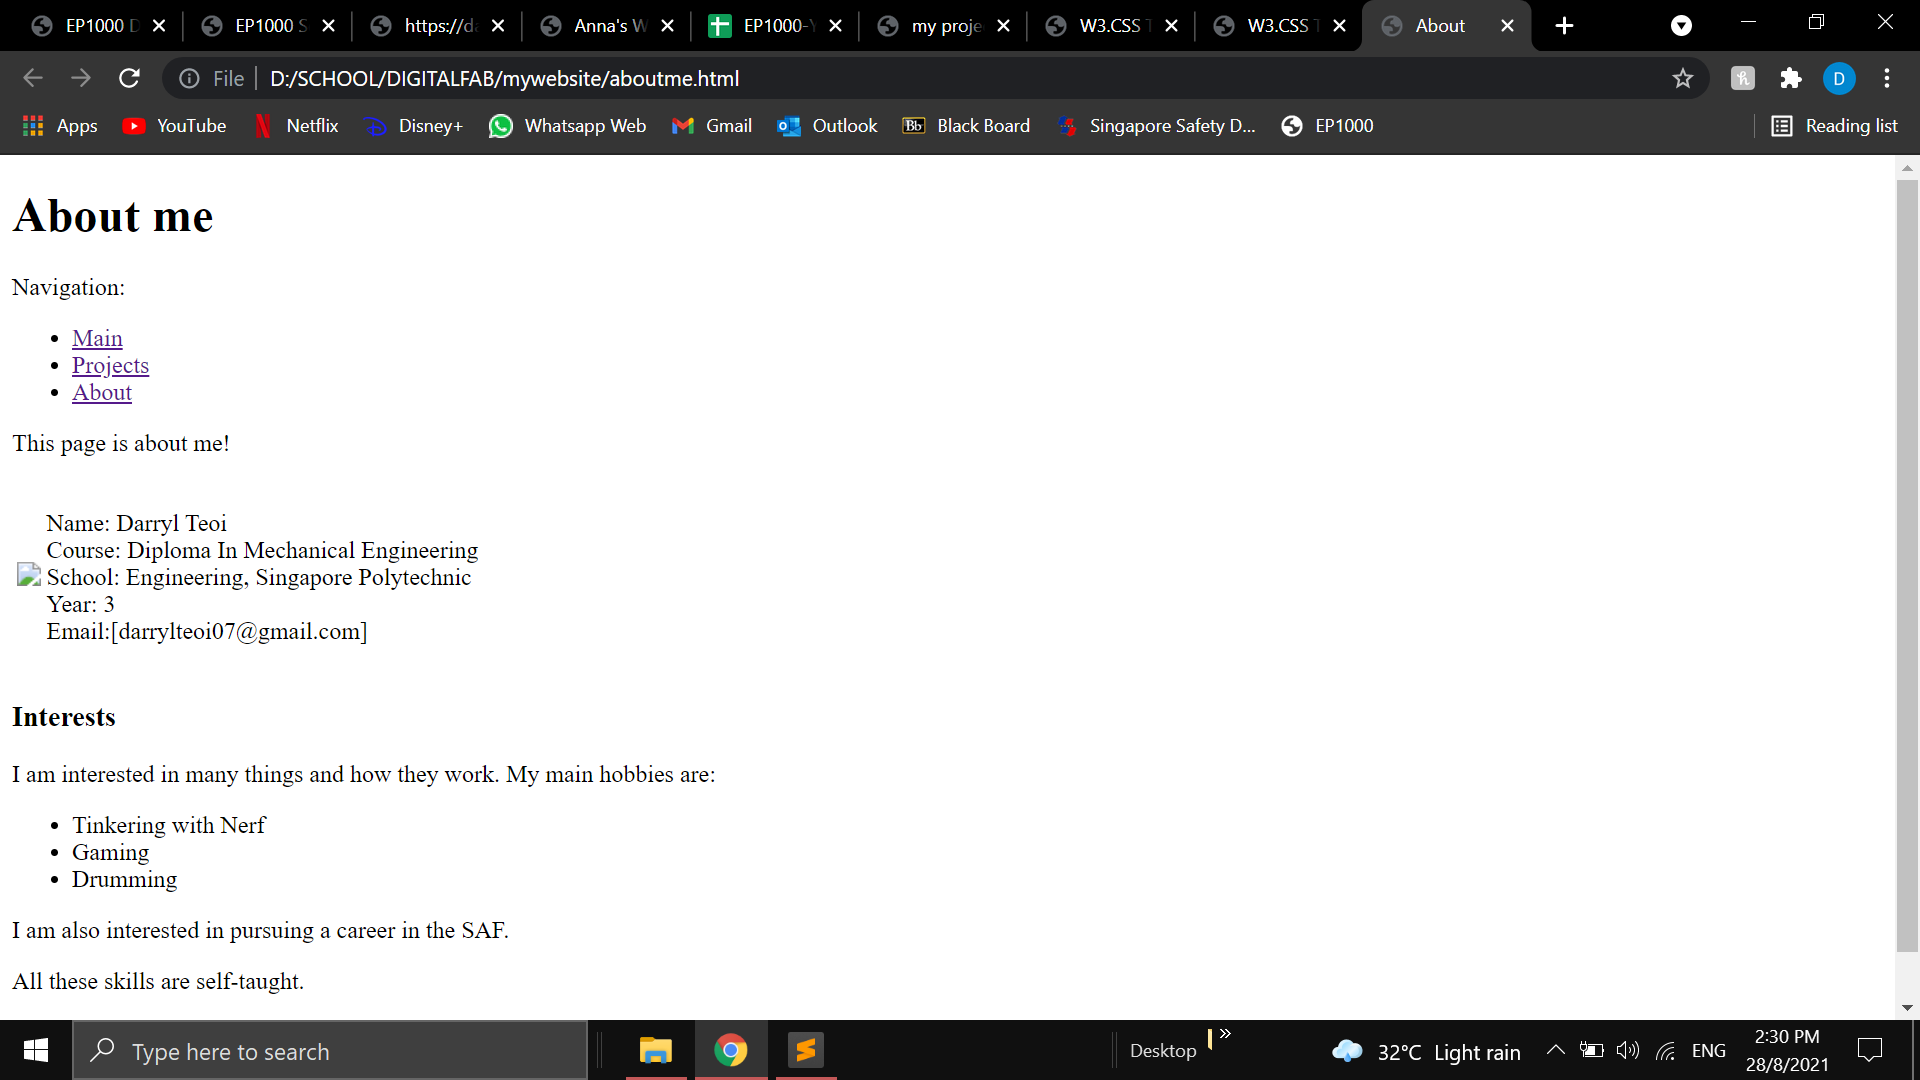 EP1000 D
EP1000 S
https://da
Anna's W
EP1000-Y
my proje
W3.CSS T
W3.CSS T
About
File
D:/SCHOOL/DIGITALFAB/mywebsite/aboutme.html
D
Apps
YouTube
Netflix
Disney+
Whatsapp Web
Gmail
Outlook
Bb Black Board
Singapore Safety D...
EP1000
Reading list
About me
Navigation:
• Main
• Projects
• About
This page is about me!
Name: Darryl Teoi
Course: Diploma In Mechanical Engineering
School: Engineering, Singapore Polytechnic
Year: 3
Email:[darrylteoi07@gmail.com]
Interests
I am interested in many things and how they work. My main hobbies are:
• Tinkering with Nerf
• Gaming
• Drumming
I am also interested in pursuing a career in the SAF.
All these skills are self-taught.
Type here to search
Desktop
32°C Light rain
ENG
2:30 PM
28/8/2021